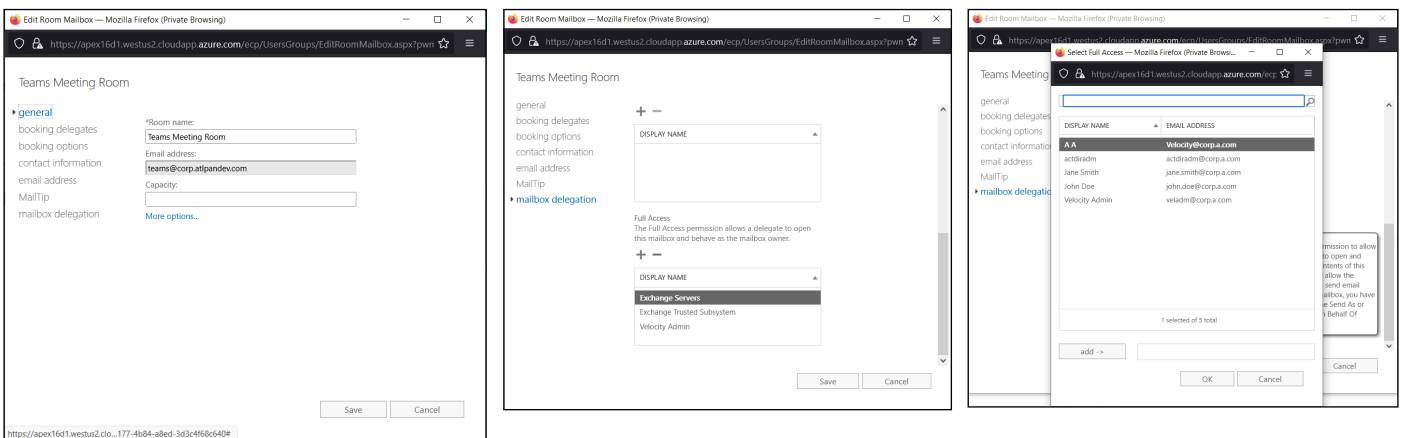 Edit Room Mailbox — Mozilla Firefox (Private Browsing)
https://apex16d1.westus2.cloudapp.azure.com/ecp/UsersGroups/EditRoomMailbox.aspx?pwn
Teams Meeting Room
general
booking delegates
booking options
contact information
email address
MailTip
mailbox delegation
*Room name:
Teams Meeting Room
Email address:
teams@corp.atlpandev.com
Capacity:
More options...
Save Cancel
https://apex16d1.westus2.clo...177-4b84-a8ed-3d3c4f68c640#
Edit Room Mailbox — Mozilla Firefox (Private Browsing)
https://apex16d1.westus2.cloudapp.azure.com/ecp/UsersGroups/EditRoomMailbox.aspx?pwn
Teams Meeting Room
general
booking delegates
booking options
contact information
email address
MailTip
mailbox delegation
DISPLAY NAME
Full Access
The Full Access permission allows a delegate to open
this mailbox and behave as the mailbox owner.
DISPLAY NAME
Exchange Servers
Exchange Trusted Subsystem
Velocity Admin
Save Cancel
Edit Room Mailbox — Mozilla Firefox (Private Browsing)
https://apex16d1.westus2.cloudapp.azure.com/ecp/UsersGroups/EditRoomMailbox.aspx?pwn
Teams Meeting
general
booking delegates
booking options
contact informatio
email address
MailTip
mailbox delegatio
Select Full Access — Mozilla Firefox (Private Browsi...
https://apex16d1.westus2.cloudapp.azure.com/ecp
DISPLAY NAME EMAIL ADDRESS
A A Velocity@corp.a.com
actdiradm actdiradm@corp.a.com
Jane Smith jane.smith@corp.a.com
John Doe john.doe@corp.a.com
Velocity Admin veladm@corp.a.com
1 selected of 5 total
add ->
OK Cancel
rmission to allow
to open and
ntents of this
allow the
send email
ailbox, you have
e Send As or
n Behalf Of
Cancel